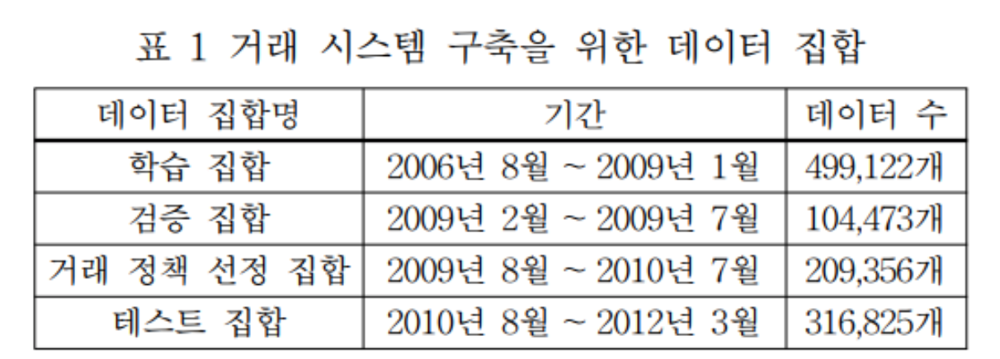 표 1 거래 시스템 구축을 위한 데이터 집합
데이터 집합명 기간 데이터 수
학습 집합 2006년 8월 ~ 2009년 1월 499,122개
검증 집합 2009년 2월 ~ 2009년 7월 104,473개
거래 정책 선정 집합 2009년 8월 ~ 2010년 7월 209,356개
테스트 집합 2010년 8월 ~ 2012년 3월 316,825개